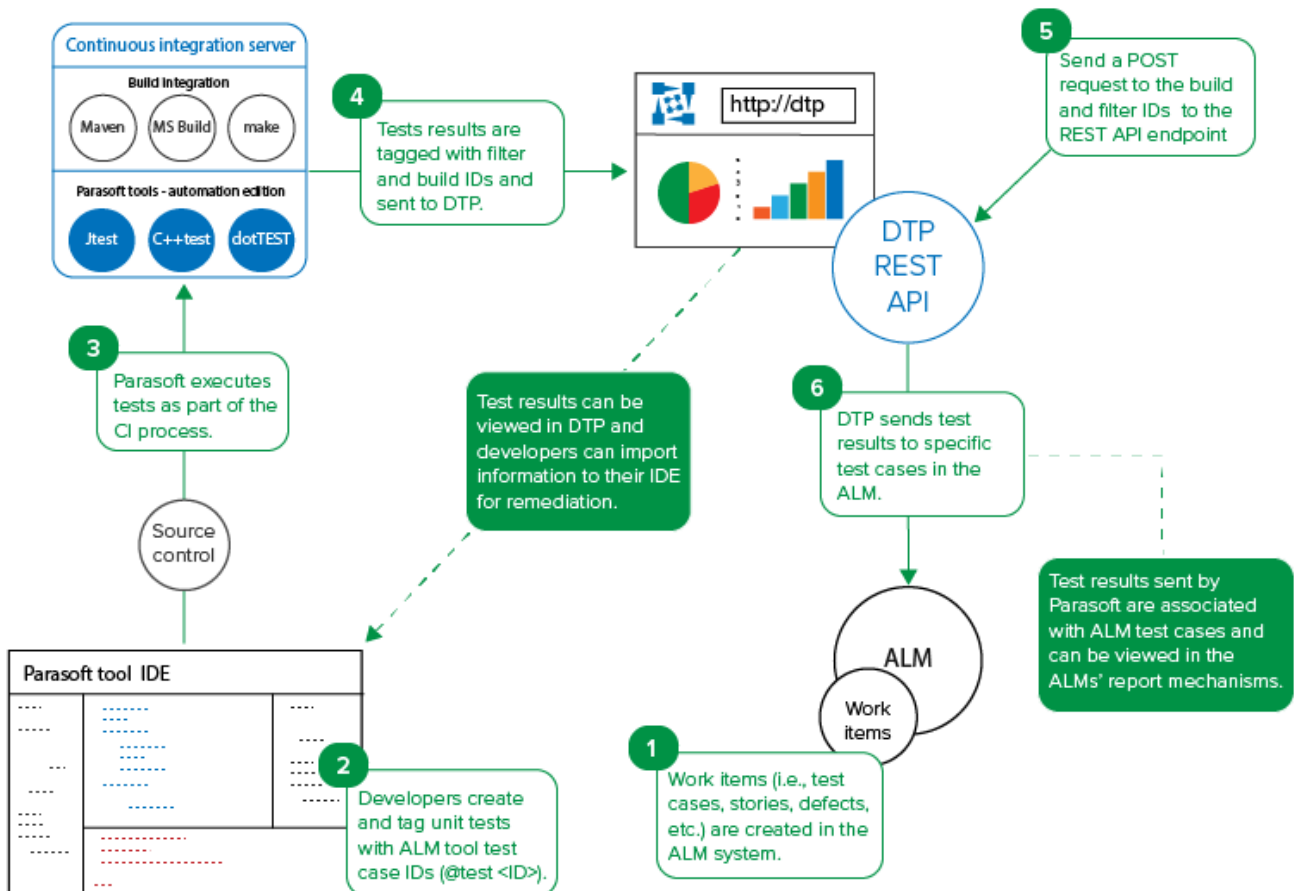 Continuous integration server
Build Integration
Maven
MS Build
make
Parasoft tools - automation edition
Jtest
C++test
dotTEST
4
Tests results are
tagged with filter
and build IDs and
sent to DTP.
http://dtp
5
Send a POST
request to the build
and filter IDs to the
REST API endpoint
DTP
REST
API
3
Parasoft executes
tests as part of the
CI process.
Test results can be
viewed in DTP and
developers can import
information to their IDE
for remediation.
6
DTP sends test
results to specific
test cases in the
ALM.
Source
control
Test results sent by
Parasoft are associated
with ALM test cases and
can be viewed in the
ALMs’ report mechanisms.
ALM
Work
items
Parasoft tool IDE
2
Developers create
and tag unit tests
with ALM tool test
case IDs (@test <ID>).
1
Work items (i.e., test
cases, stories, defects,
etc.) are created in the
ALM system.